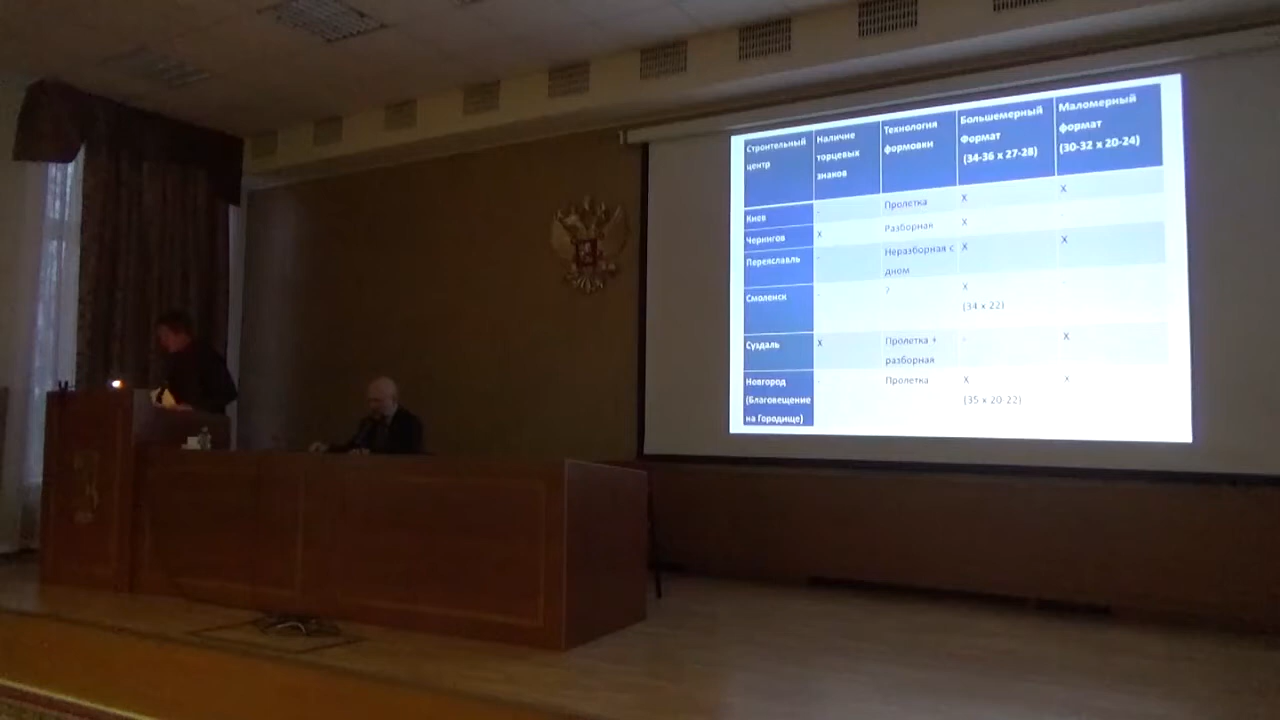 Строительный центр
Наличие торцевых знаков
Технология формовки
Большемерный формат (34-36 х 27-28)
Маломерный формат (30-32 х 20-24)
Киев - Пролетка Х Х
Чернигов Х Разборная Х -
Переяславль - Неразборная с дном Х Х
Смоленск - ? Х (34 х 22) -
Суздаль Х Пролетка + разборная - Х
Новгород (Благовещение на Городище) - Пролетка Х (35 х 20-22) Х